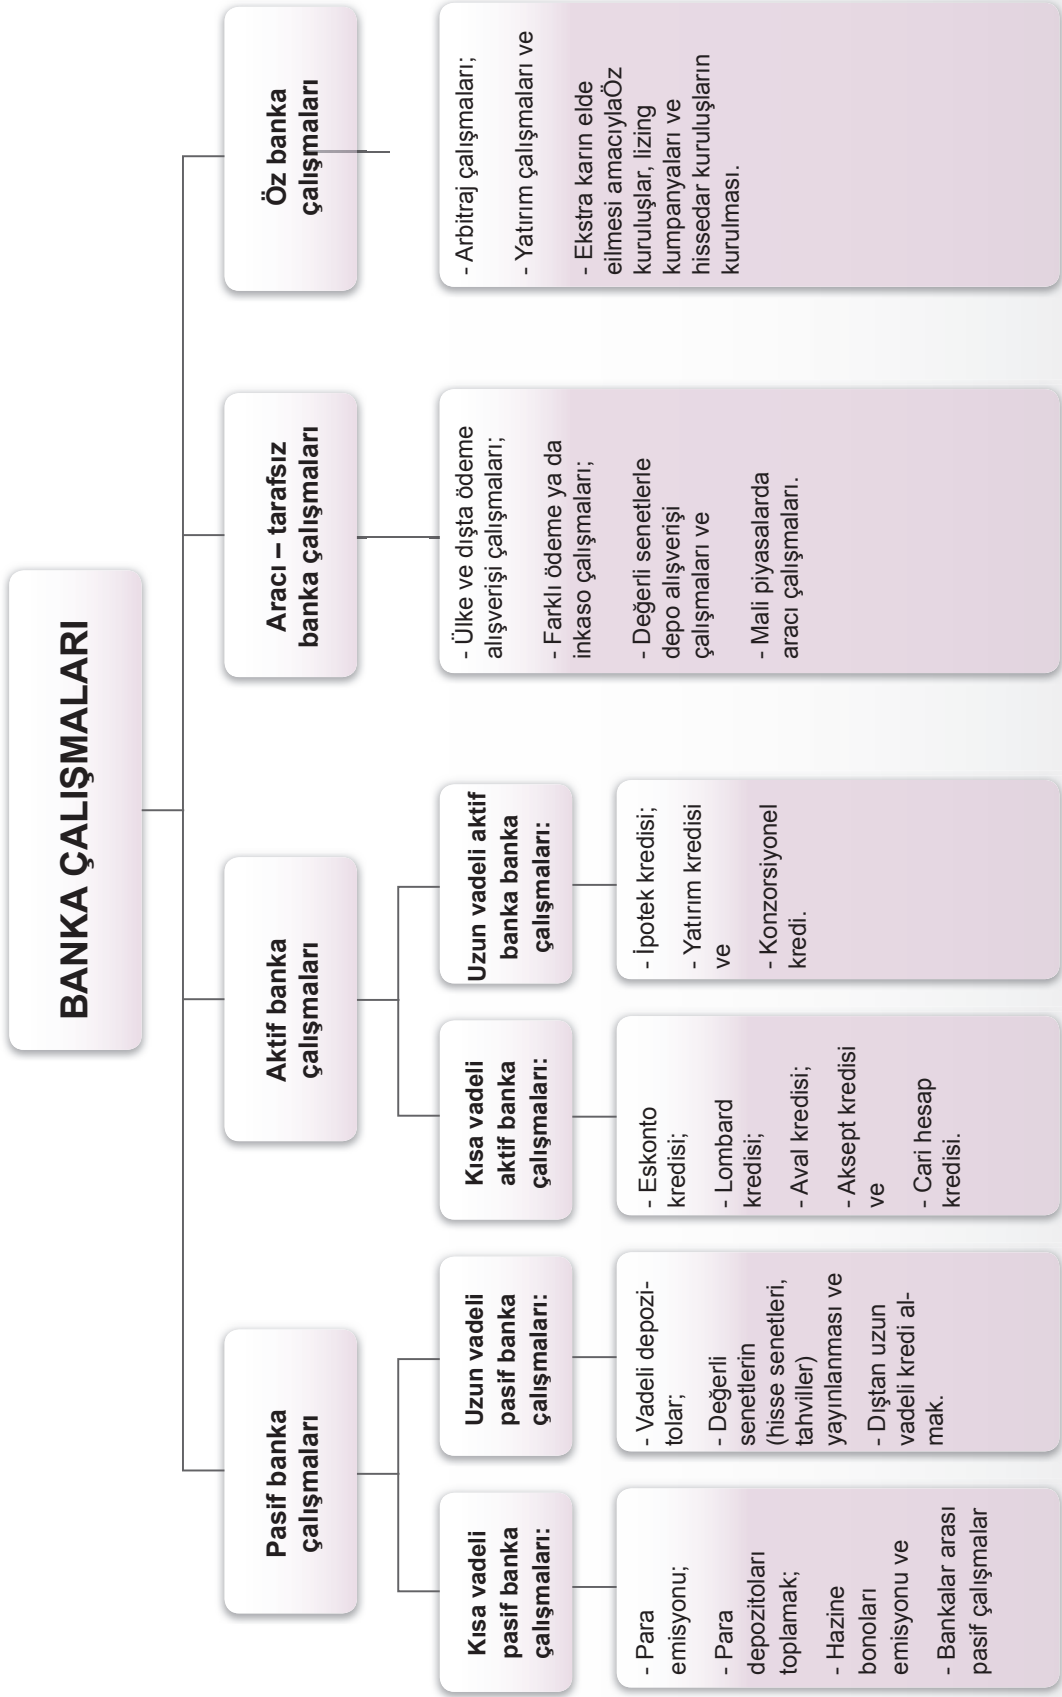 BANKA ÇALIŞMALARI
Pasif banka
çalışmaları
Kısa vadeli
pasif banka
çalışmaları:
- Para
emisyonu;
- Para
depozitoları
toplamak;
- Hazine
bonoları
emisyonu ve
- Bankalar arası
pasif çalışmalar
Uzun vadeli
pasif banka
çalışmaları:
- Vadeli depozi-
tolar;
- Değerli
senetlerin
(hisse senetleri,
tahviller)
yayınlanması ve
- Dıştan uzun
vadeli kredi al-
mak.
Aktif banka
çalışmaları
Kısa vadeli
aktif banka
çalışmaları:
- Eskonto
kredisi;
- Lombard
kredisi;
- Aval kredisi;
- Aksept kredisi
ve
- Cari hesap
kredisi.
Uzun vadeli aktif
banka banka
çalışmaları:
- İpotek kredisi;
- Yatırım kredisi
ve
- Konzorsiyonel
kredi.
Aracı – tarafsız
banka çalışmaları
- Ülke ve dışta ödeme
alışverişi çalışmaları;
- Farklı ödeme ya da
inkaso çalışmaları;
- Değerli senetlerle
depo alışverişi
çalışmaları ve
- Mali piyasalarda
aracı çalışmaları.
Öz banka
çalışmaları
- Arbitraj çalışmaları;
- Yatırım çalışmaları ve
- Ekstra karın elde
eilmesi amacıylaÖz
kuruluşlar, lizing
kumpanyaları ve
hissedar kuruluşların
kurulması.